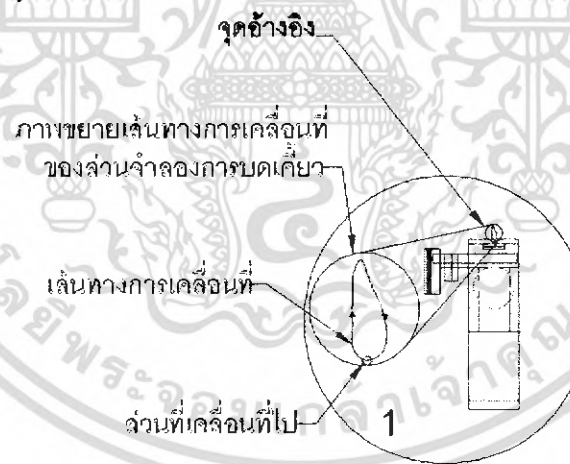 จุดอ้างอิง
ภาพขยายเส้นทางการเคลื่อนที่
ของส่วนจำลองการบดเคี้ยว
เส้นทางการเคลื่อนที่
ส่วนที่เคลื่อนที่ไป
1